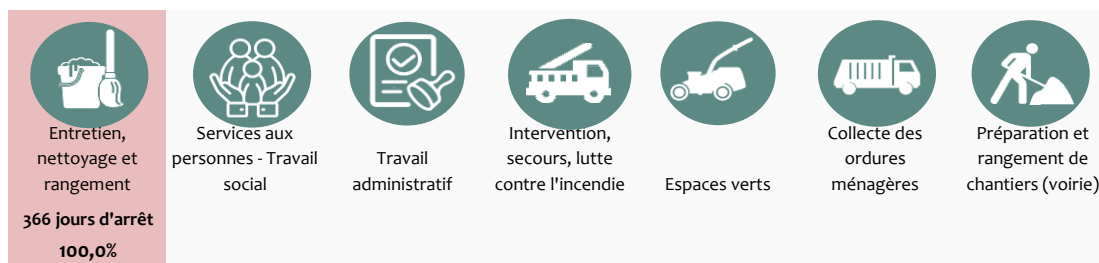 Entretien,
nettoyage et
rangement
366 jours d'arrêt
100,0%
Services aux
personnes - Travail
social
Travail
administratif
Intervention,
secours, lutte
contre l'incendie
Espaces verts
Collecte des
ordures
ménagères
Préparation et
rangement de
chantiers (voirie)